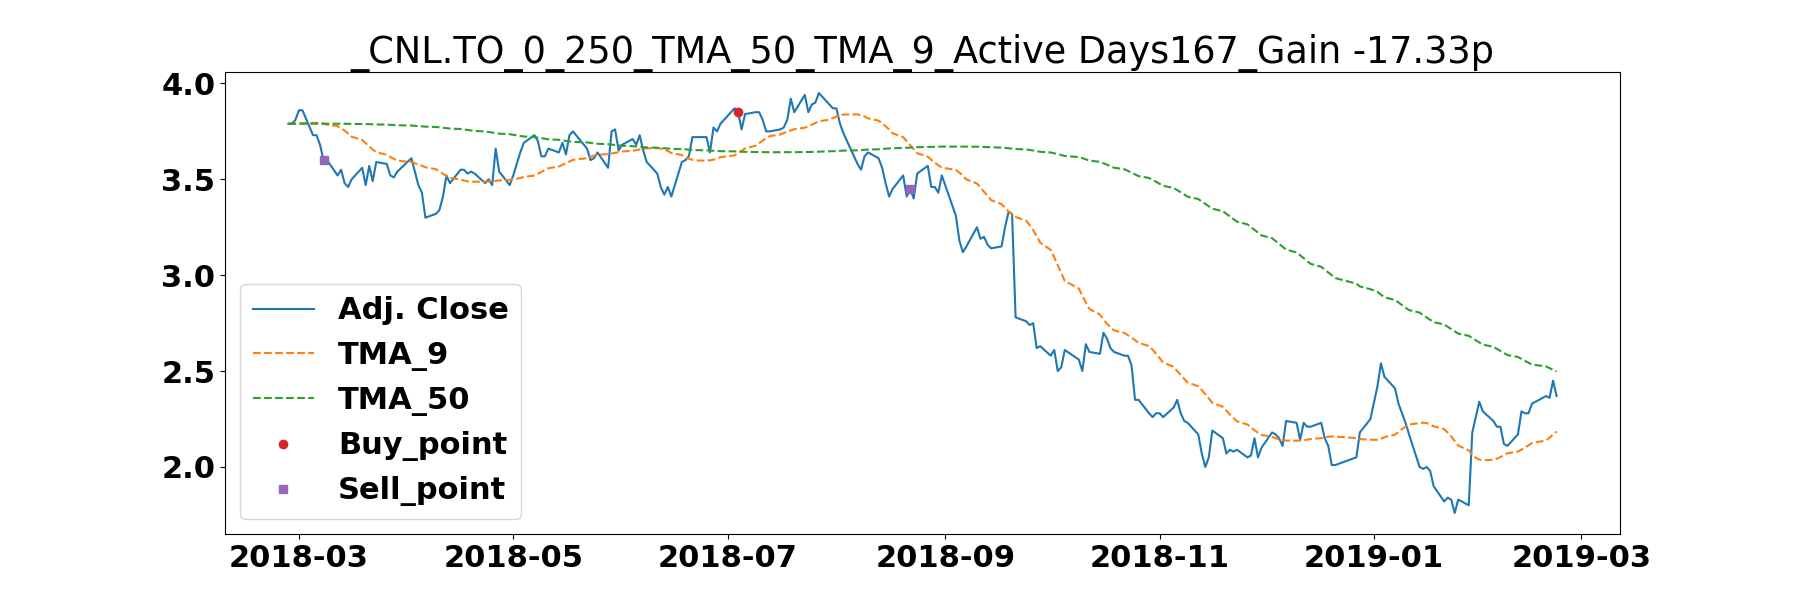 _CNL.TO_0_250_TMA_50_TMA_9_Active Days167_Gain -17.33p
4.0
3.5
3.0
2.5
2.0
Adj. Close
TMA_9
TMA_50
Buy_point
Sell_point
2018-03 2018-05 2018-07 2018-09 2018-11 2019-01 2019-03